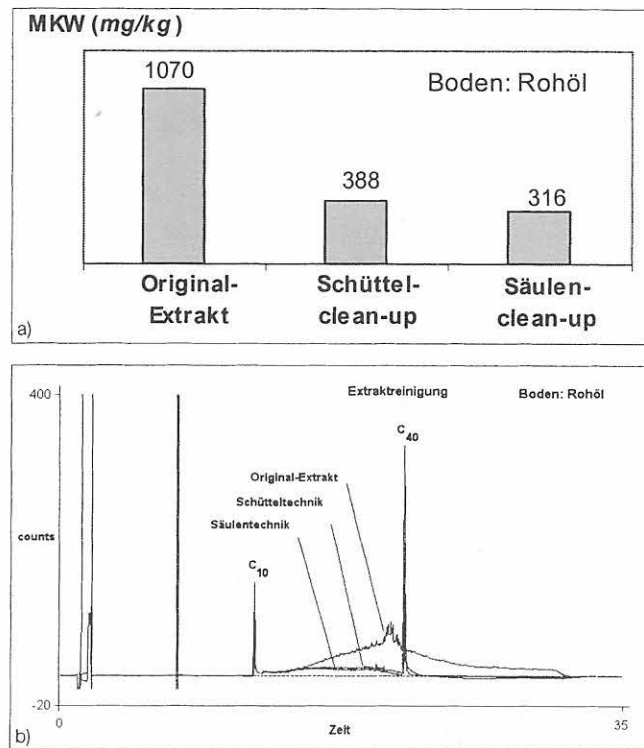 MKW (mg/kg)
1070
Boden: Rohöl
388
316
Original-
Extrakt
Schüttel-
clean-up
Säulen-
clean-up
a)
400
Extraktreinigung
Boden: Rohöl
C40
Original-Extrakt
Schütteltechnik
Säulentechnik
counts
C10
-20
0
Zeit
35
b)